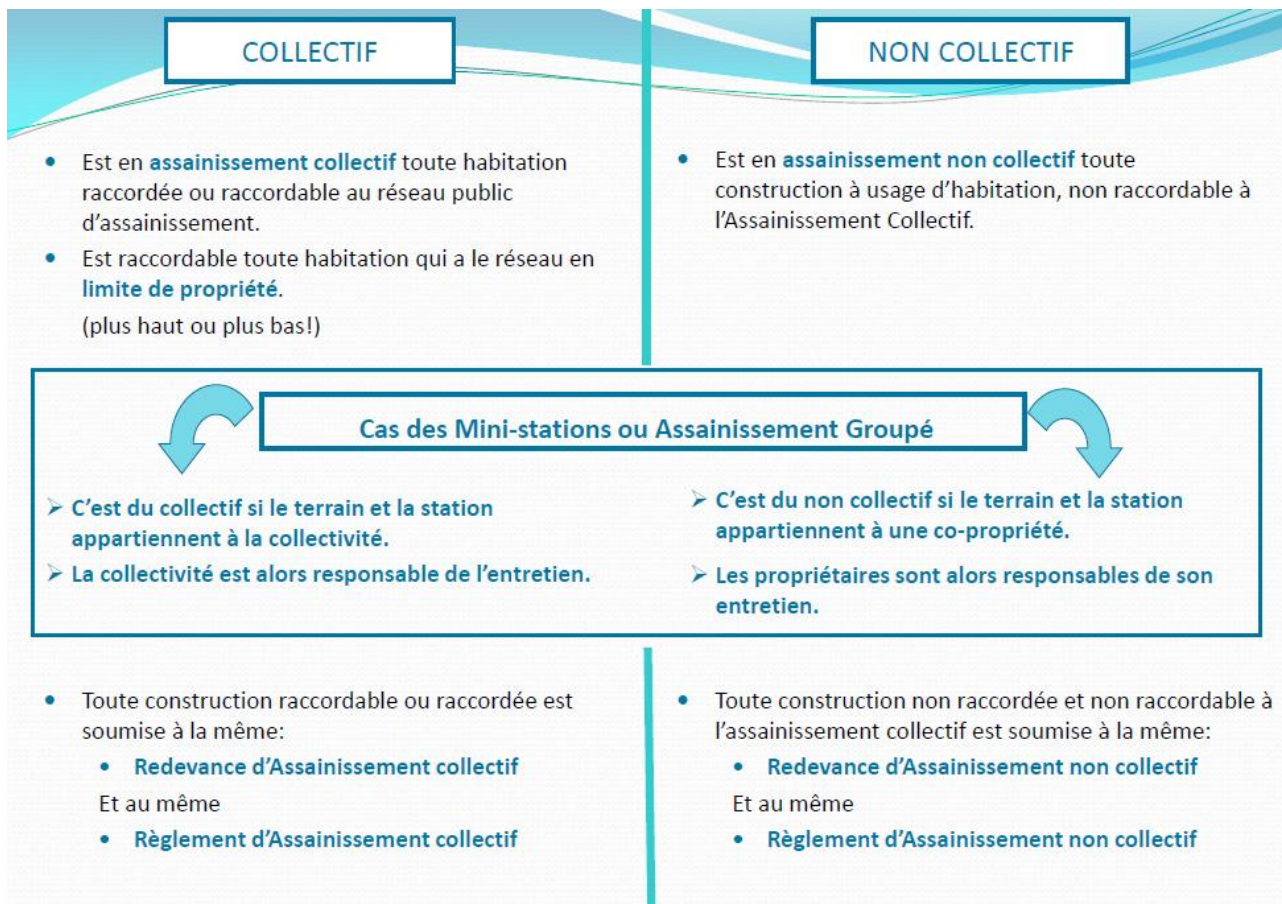 COLLECTIF
• Est en assainissement collectif toute habitation
raccordée ou raccordable au réseau public
d’assainissement.
• Est raccordable toute habitation qui a le réseau en
limite de propriété.
(plus haut ou plus bas!)
NON COLLECTIF
• Est en assainissement non collectif toute
construction à usage d’habitation, non raccordable à
l’Assainissement Collectif.
Cas des Mini-stations ou Assainissement Groupé
➢ C’est du collectif si le terrain et la station
appartiennent à la collectivité.
➢ La collectivité est alors responsable de l’entretien.
➢ C’est du non collectif si le terrain et la station
appartiennent à une co-propriété.
➢ Les propriétaires sont alors responsables de son
entretien.
• Toute construction raccordable ou raccordée est
soumise à la même:
• Redevance d’Assainissement collectif
Et au même
• Règlement d’Assainissement collectif
• Toute construction non raccordée et non raccordable à
l’assainissement collectif est soumise à la même:
• Redevance d’Assainissement non collectif
Et au même
• Règlement d’Assainissement non collectif